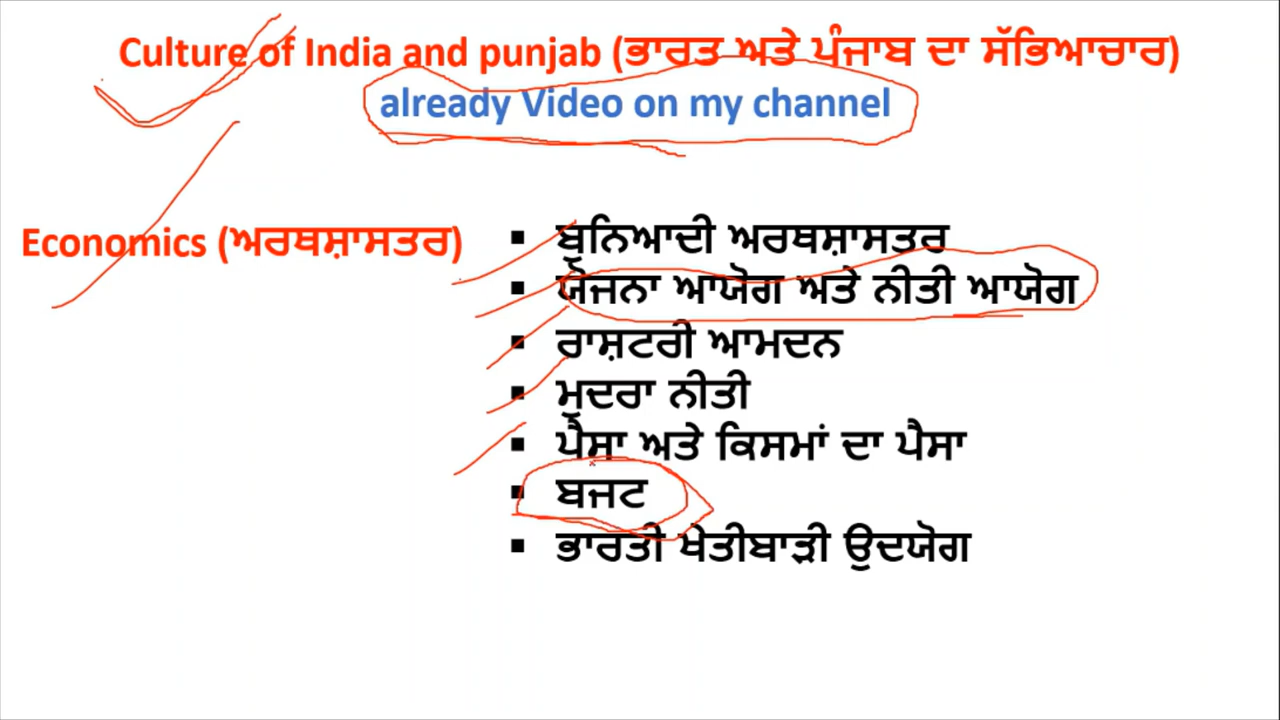 Culture of India and punjab (ਭਾਰਤ ਅਤੇ ਪੰਜਾਬ ਦਾ ਸੱਭਿਆਚਾਰ)
already Video on my channel
Economics (ਅਰਥਸ਼ਾਸਤਰ)
▪ ਬੁਨਿਆਦੀ ਅਰਥਸ਼ਾਸਤਰ
▪ ਯੋਜਨਾ ਆਯੋਗ ਅਤੇ ਨੀਤੀ ਆਯੋਗ
▪ ਰਾਸ਼ਟਰੀ ਆਮਦਨ
▪ ਮੁਦਰਾ ਨੀਤੀ
▪ ਪੈਸਾ ਅਤੇ ਕਿਸਮਾਂ ਦਾ ਪੈਸਾ
▪ ਬਜਟ
▪ ਭਾਰਤੀ ਖੇਤੀਬਾੜੀ ਉਦਯੋਗ